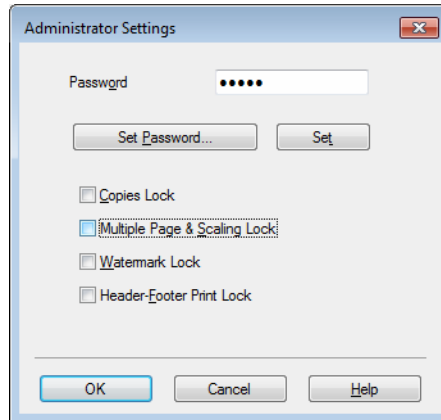 Administrator Settings
Password •••••
Set Password... Set
Copies Lock
Multiple Page & Scaling Lock
Watermark Lock
Header-Footer Print Lock
OK Cancel Help